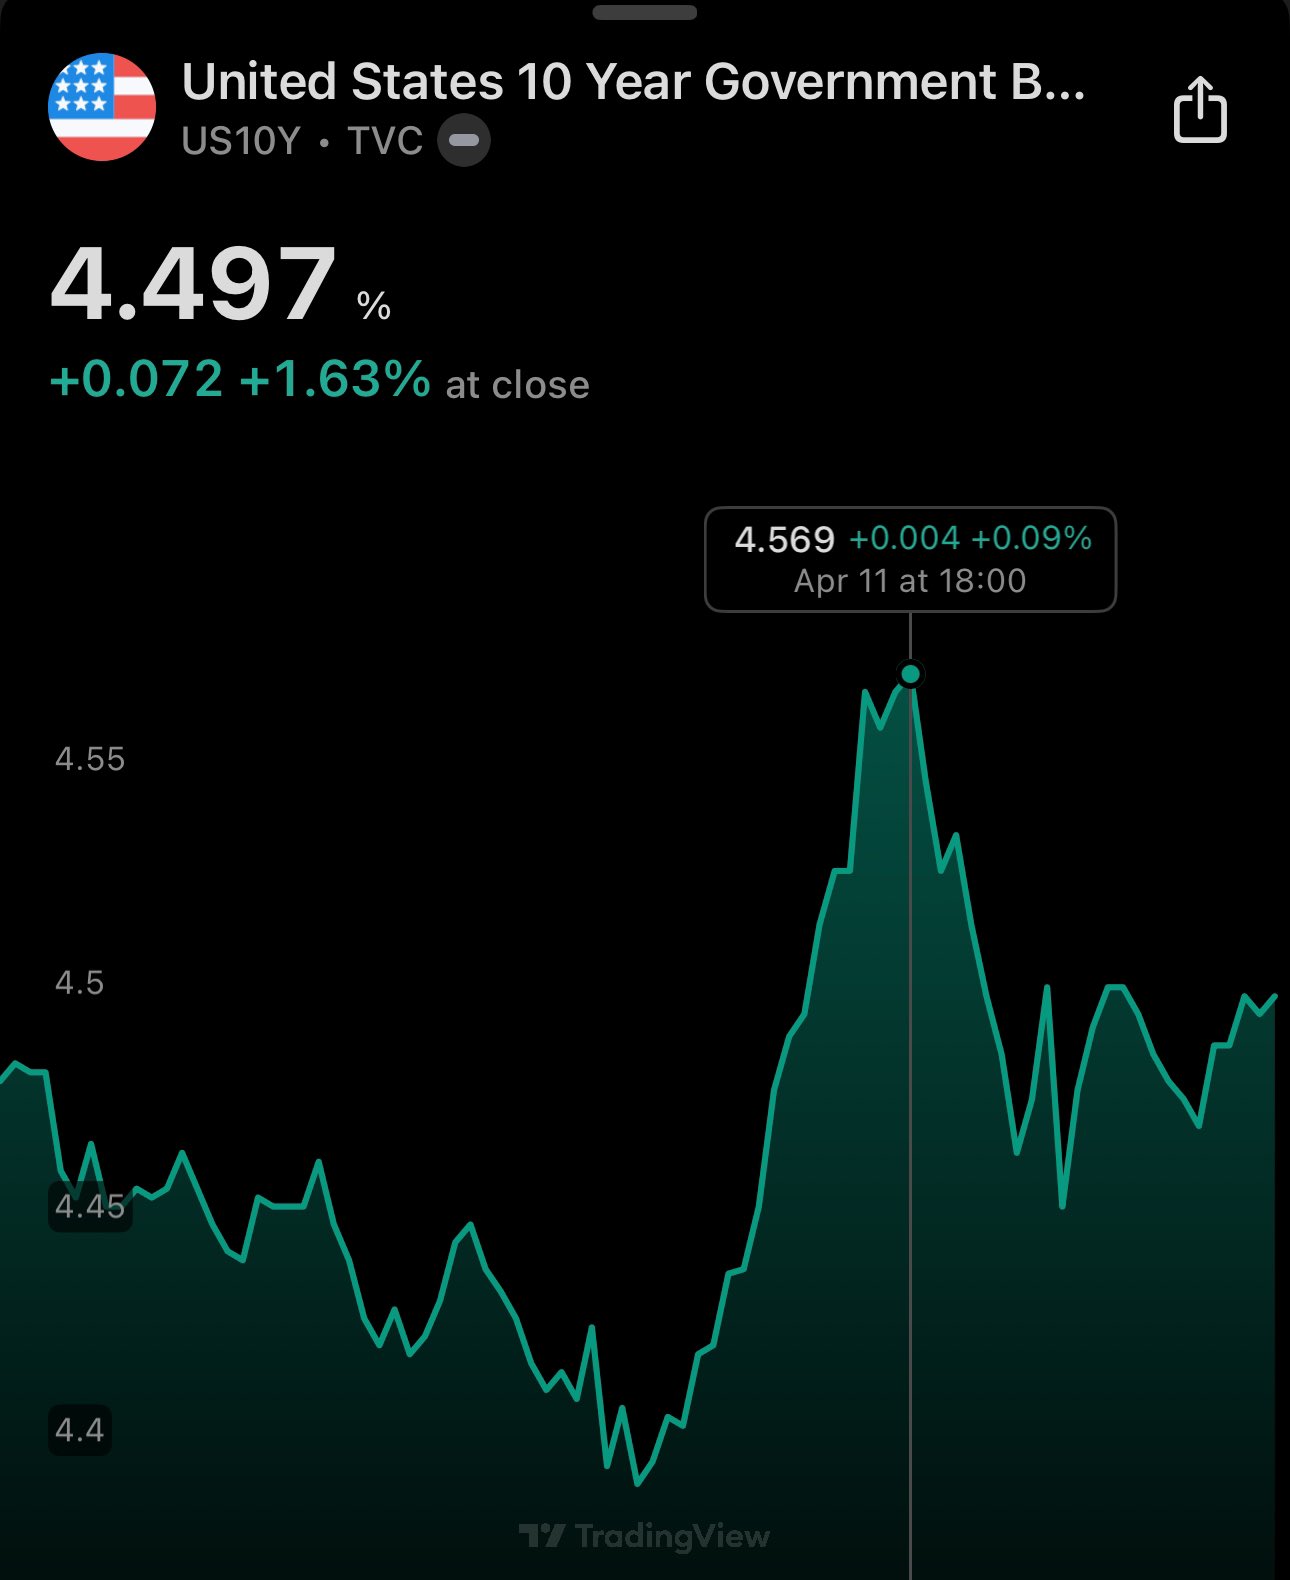 United States 10 Year Government B...
US10Y • TVC
4.497 %
+0.072 +1.63% at close
4.569 +0.004 +0.09%
Apr 11 at 18:00
4.55
4.5
4.45
4.4
TradingView